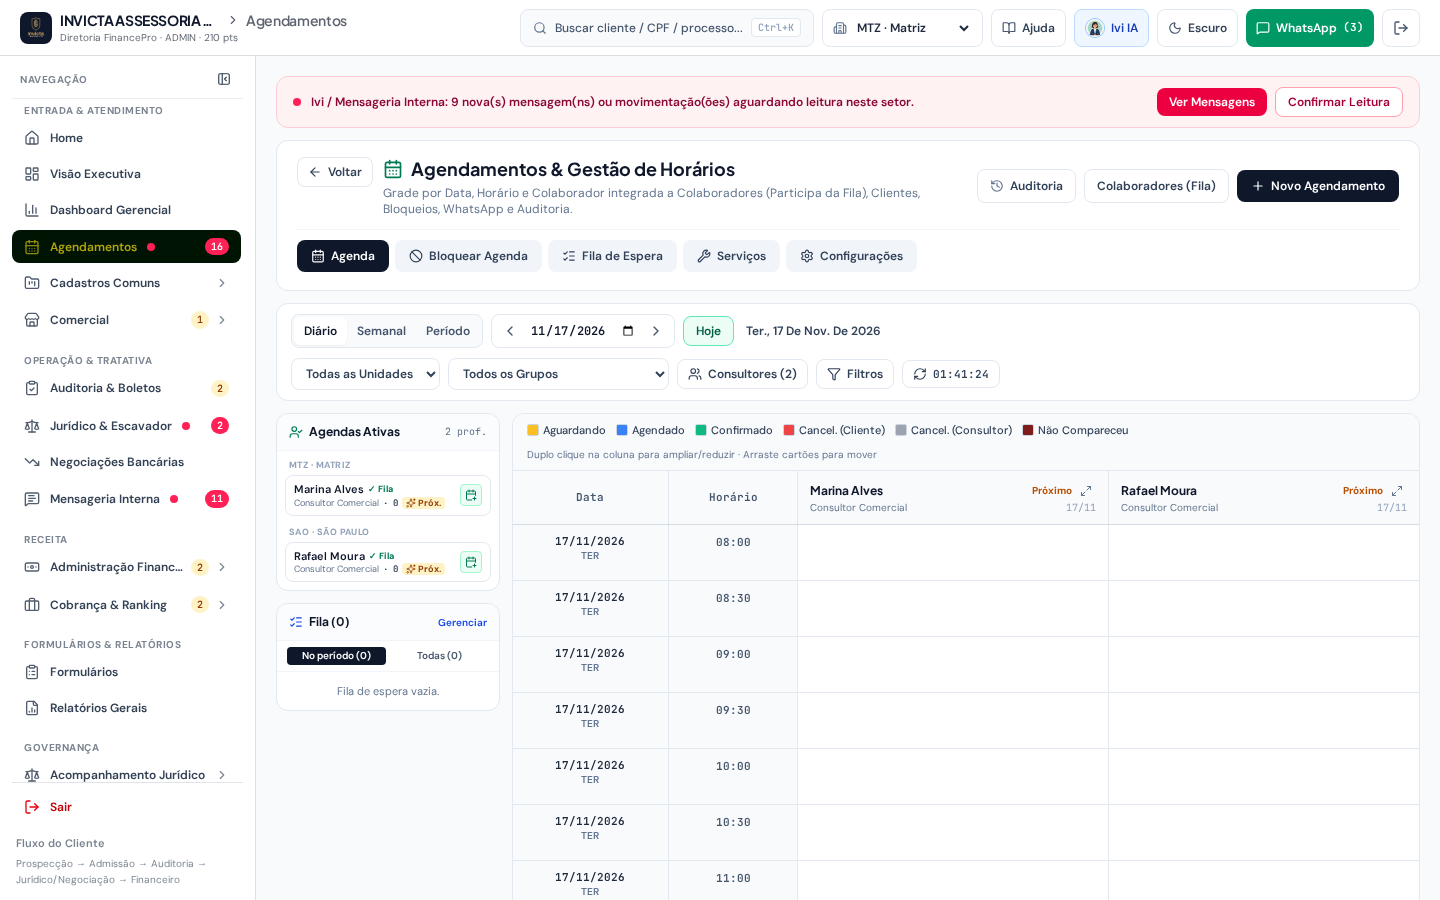 INVICTA ASSESSORIA ...
Diretoria FinancePro · ADMIN · 210 pts
Agendamentos
Buscar cliente / CPF / processo...
Ctrl+K
MTZ · Matriz
Ajuda
Ivi IA
Escuro
WhatsApp (3)
NAVEGAÇÃO
ENTRADA & ATENDIMENTO
Home
Visão Executiva
Dashboard Gerencial
Agendamentos 16
Cadastros Comuns
Comercial 1
OPERAÇÃO & TRATATIVA
Auditoria & Boletos 2
Jurídico & Escavador 2
Negociações Bancárias
Mensageria Interna 11
RECEITA
Administração Financ... 2
Cobrança & Ranking 2
FORMULÁRIOS & RELATÓRIOS
Formulários
Relatórios Gerais
GOVERNANÇA
Acompanhamento Jurídico
Sair
Fluxo do Cliente
Prospecção → Admissão → Auditoria →
Jurídico/Negociação → Financeiro
Ivi / Mensageria Interna: 9 nova(s) mensagem(ns) ou movimentação(ões) aguardando leitura neste setor.
Ver Mensagens
Confirmar Leitura
Voltar
Agendamentos & Gestão de Horários
Grade por Data, Horário e Colaborador integrada a Colaboradores (Participa da Fila), Clientes,
Bloqueios, WhatsApp e Auditoria.
Auditoria
Colaboradores (Fila)
Novo Agendamento
Agenda
Bloquear Agenda
Fila de Espera
Serviços
Configurações
Diário
Semanal
Período
11/17/2026
Hoje
Ter., 17 De Nov. De 2026
Todas as Unidades
Todos os Grupos
Consultores (2)
Filtros
01:41:24
Agendas Ativas
2 prof.
MTZ · MATRIZ
Marina Alves ✓ Fila
Consultor Comercial · 0 Próx.
SAO · SÃO PAULO
Rafael Moura ✓ Fila
Consultor Comercial · 0 Próx.
Fila (0)
Gerenciar
No período (0)
Todas (0)
Fila de espera vazia.
Aguardando
Agendado
Confirmado
Cancel. (Cliente)
Cancel. (Consultor)
Não Compareceu
Duplo clique na coluna para ampliar/reduzir · Arraste cartões para mover
Data
Horário
Marina Alves
Consultor Comercial
Próximo
17/11
Rafael Moura
Consultor Comercial
Próximo
17/11
17/11/2026
TER
08:00
17/11/2026
TER
08:30
17/11/2026
TER
09:00
17/11/2026
TER
09:30
17/11/2026
TER
10:00
17/11/2026
TER
10:30
17/11/2026
TER
11:00